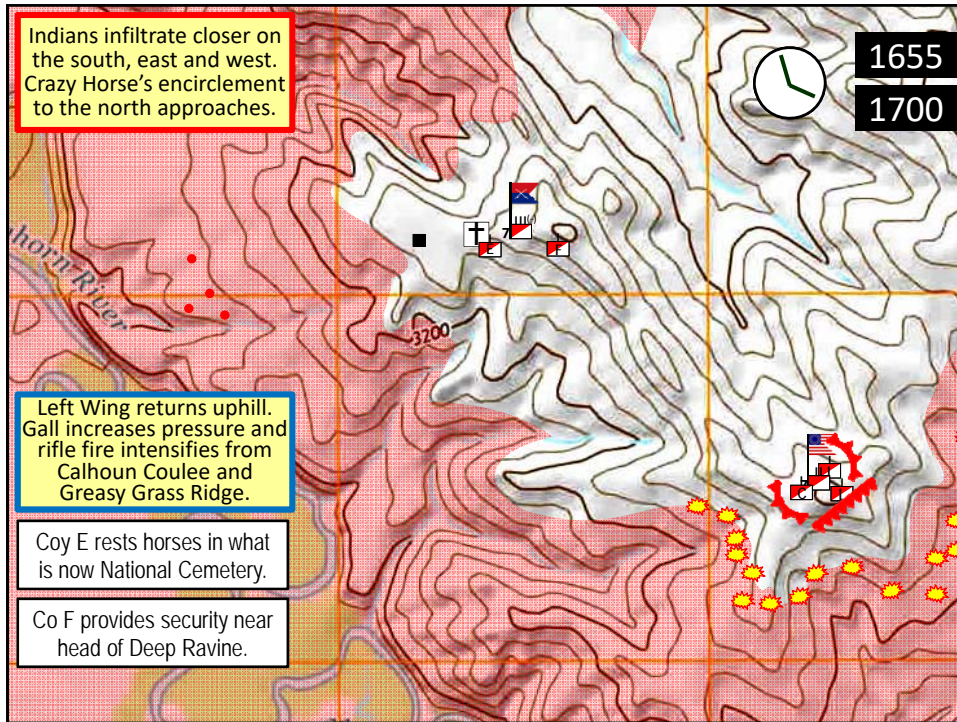 Indians infiltrate closer on
the south, east and west.
Crazy Horse's encirclement
to the north approaches.
1655
1700
7
E
F
horn River
3200
Left Wing returns uphill.
Gall increases pressure and
rifle fire intensifies from
Calhoun Coulee and
Greasy Grass Ridge.
C
L
Coy E rests horses in what
is now National Cemetery.
Co F provides security near
head of Deep Ravine.